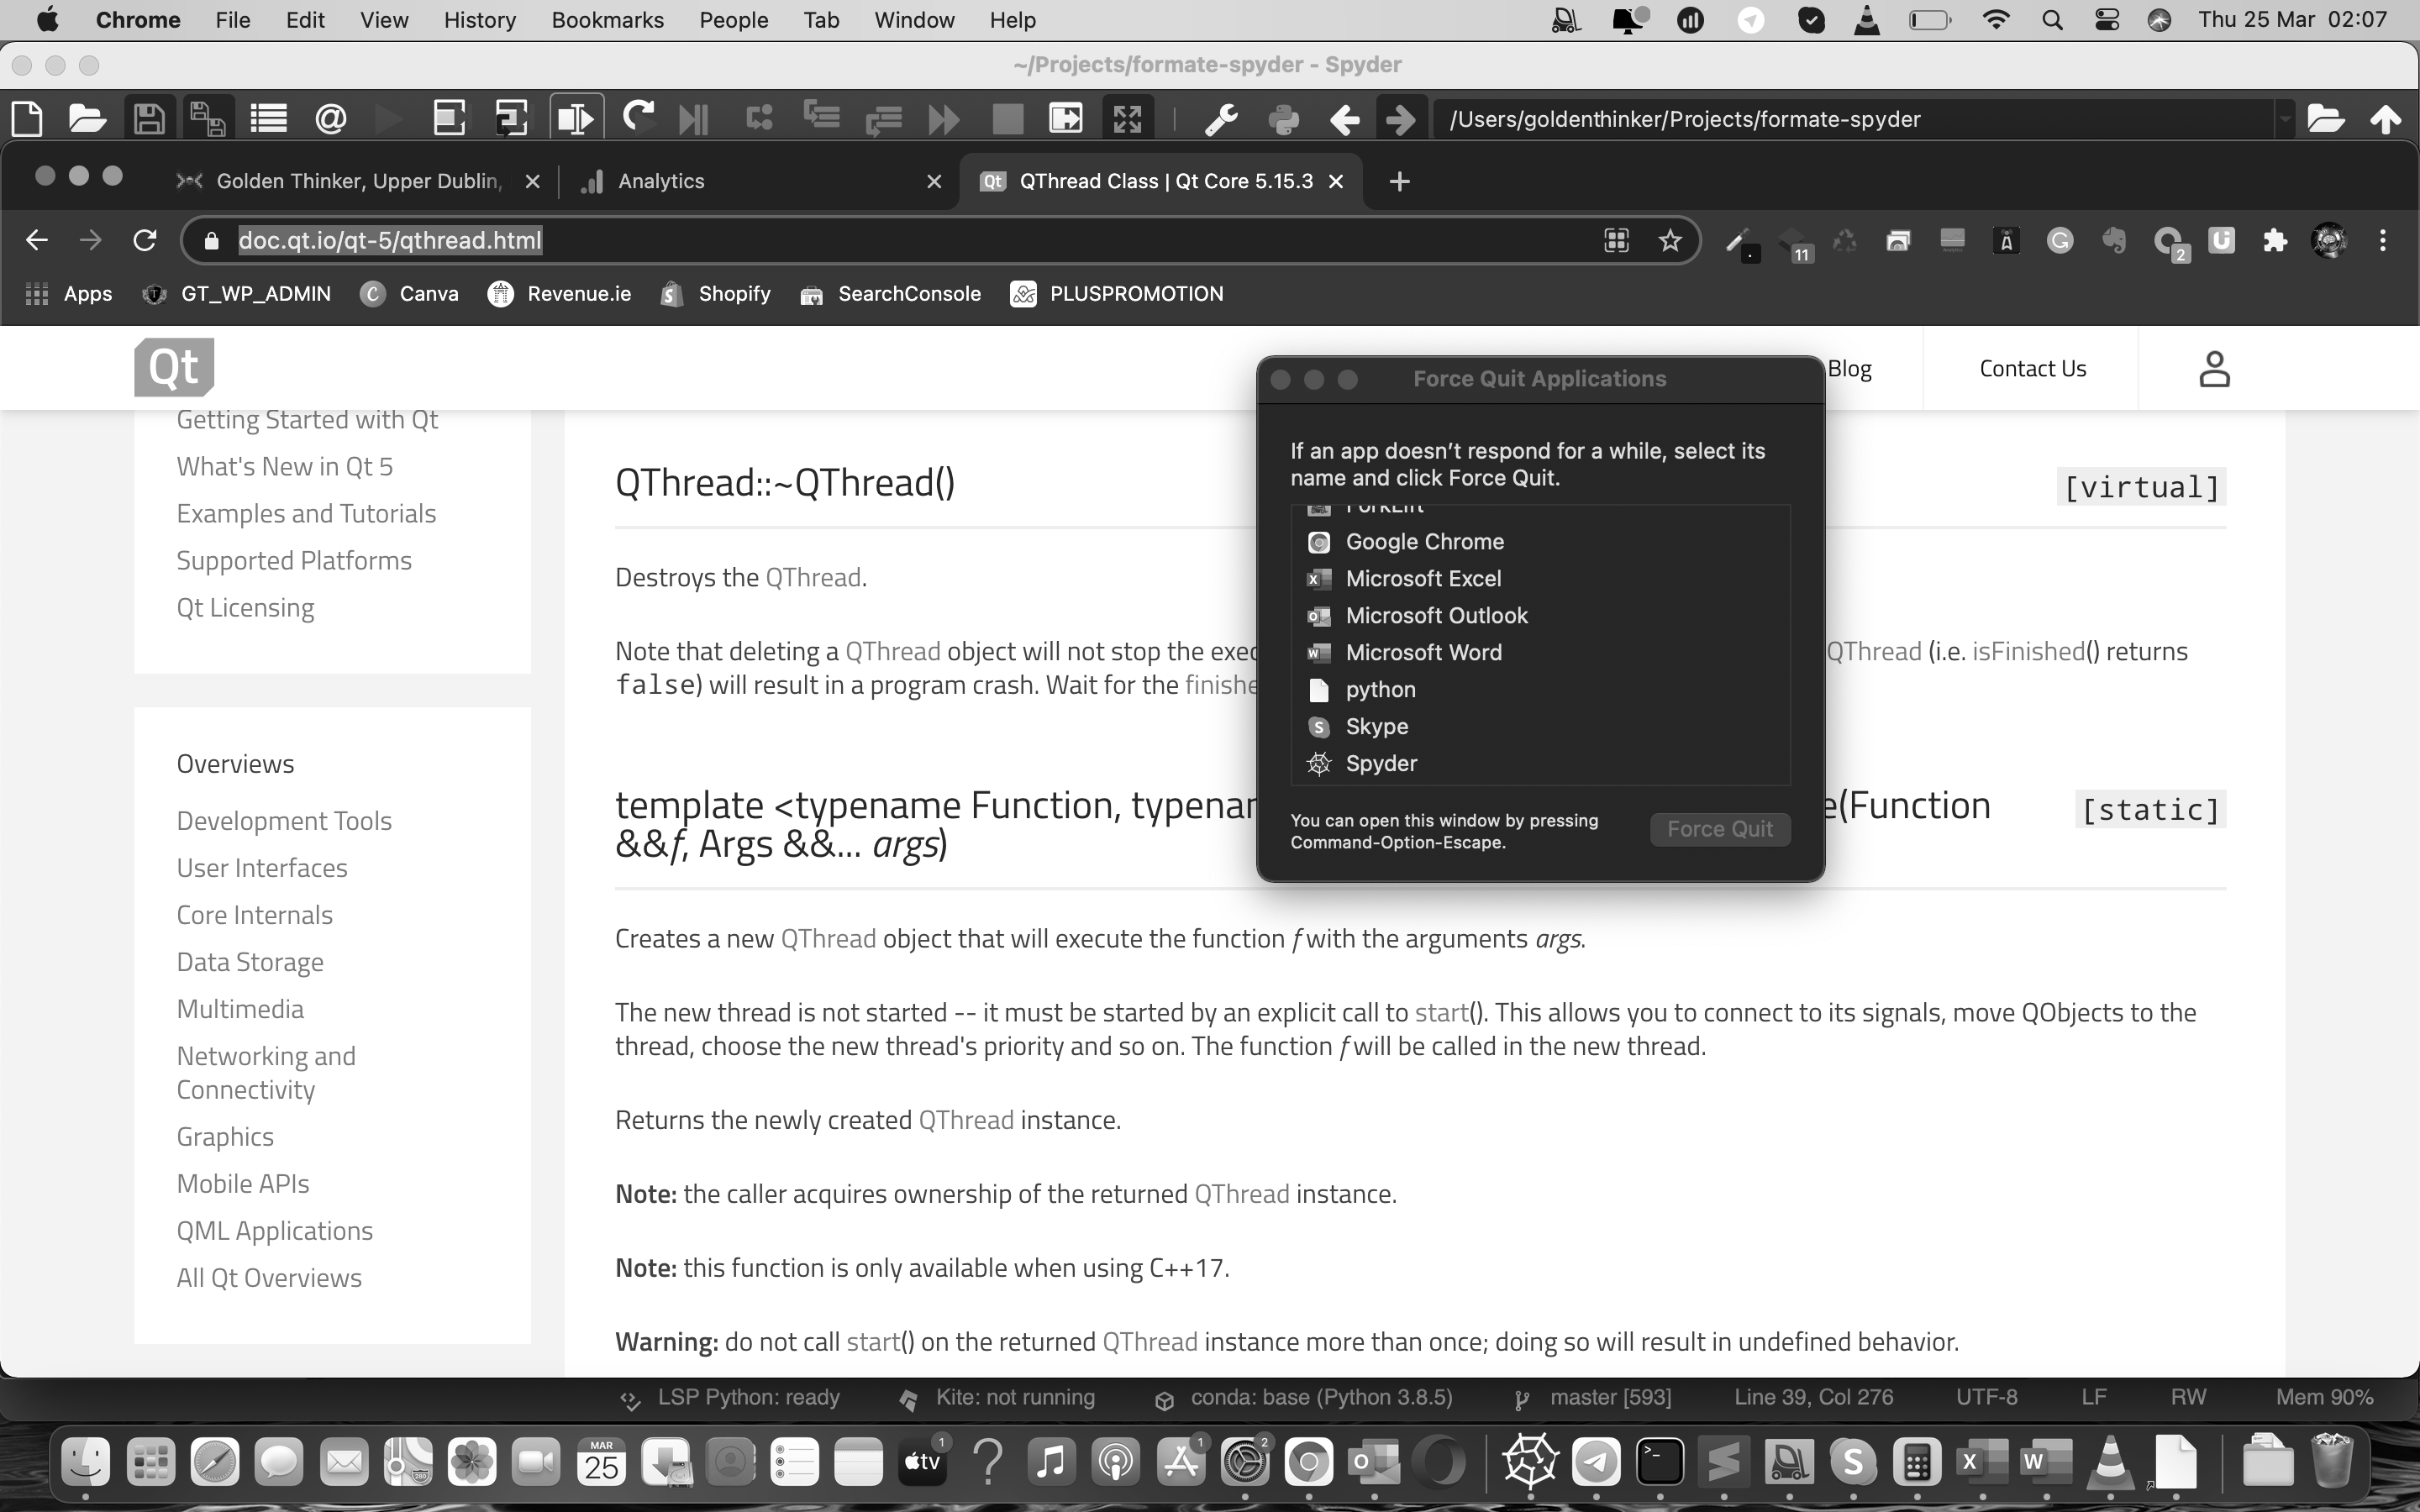 Chrome File Edit View History Bookmarks People Tab Window Help Thu 25 Mar 02:07
~/Projects/formate-spyder - Spyder
/Users/goldenthinker/Projects/formate-spyder
Golden Thinker, Upper Dublin,
Analytics
Qt QThread Class | Qt Core 5.15.3
doc.qt.io/qt-5/qthread.html
11
2
Apps GT_WP_ADMIN Canva Revenue.ie Shopify SearchConsole PLUSPROMOTION
Qt
Blog
Contact Us
Getting Started with Qt
What's New in Qt 5
Examples and Tutorials
Supported Platforms
Qt Licensing
Overviews
Development Tools
User Interfaces
Core Internals
Data Storage
Multimedia
Networking and
Connectivity
Graphics
Mobile APIs
QML Applications
All Qt Overviews
QThread::~QThread()
[virtual]
Destroys the QThread.
Note that deleting a QThread object will not stop the exec
QThread (i.e. isFinished() returns
false) will result in a program crash. Wait for the finishe
template <typename Function, typenam
e(Function
[static]
&&f, Args &&... args)
Creates a new QThread object that will execute the function f with the arguments args.
The new thread is not started -- it must be started by an explicit call to start(). This allows you to connect to its signals, move QObjects to the
thread, choose the new thread's priority and so on. The function f will be called in the new thread.
Returns the newly created QThread instance.
Note: the caller acquires ownership of the returned QThread instance.
Note: this function is only available when using C++17.
Warning: do not call start() on the returned QThread instance more than once; doing so will result in undefined behavior.
Force Quit Applications
If an app doesn't respond for a while, select its
name and click Force Quit.
ForkLift
Google Chrome
Microsoft Excel
Microsoft Outlook
Microsoft Word
python
Skype
Spyder
You can open this window by pressing
Command-Option-Escape.
Force Quit
LSP Python: ready Kite: not running conda: base (Python 3.8.5) master [593] Line 39, Col 276 UTF-8 LF RW Mem 90%
MAR
25
tv
1
1
2